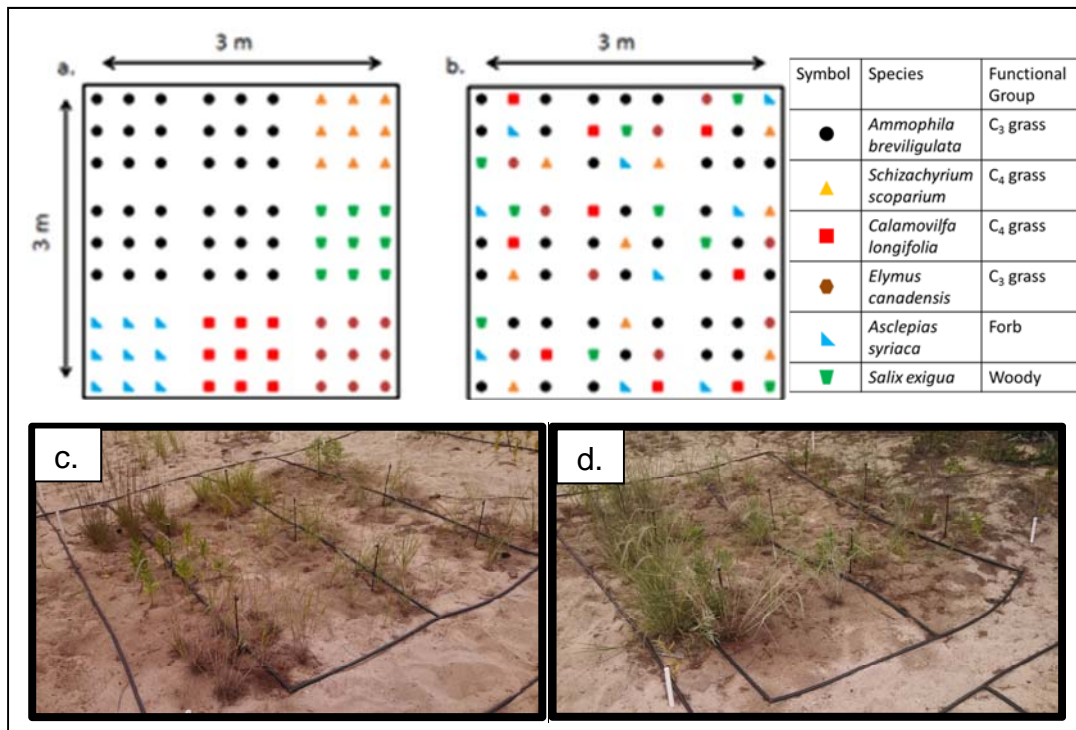 3 m
3 m
a.
b.
3 m
Symbol Species Functional
Group
Ammophila
breviligulata
C3 grass
Schizachyrium
scoparium
C4 grass
Calamovilfa
longifolia
C4 grass
Elymus
canadensis
C3 grass
Asclepias
syriaca
Forb
Salix exigua Woody
c.
d.